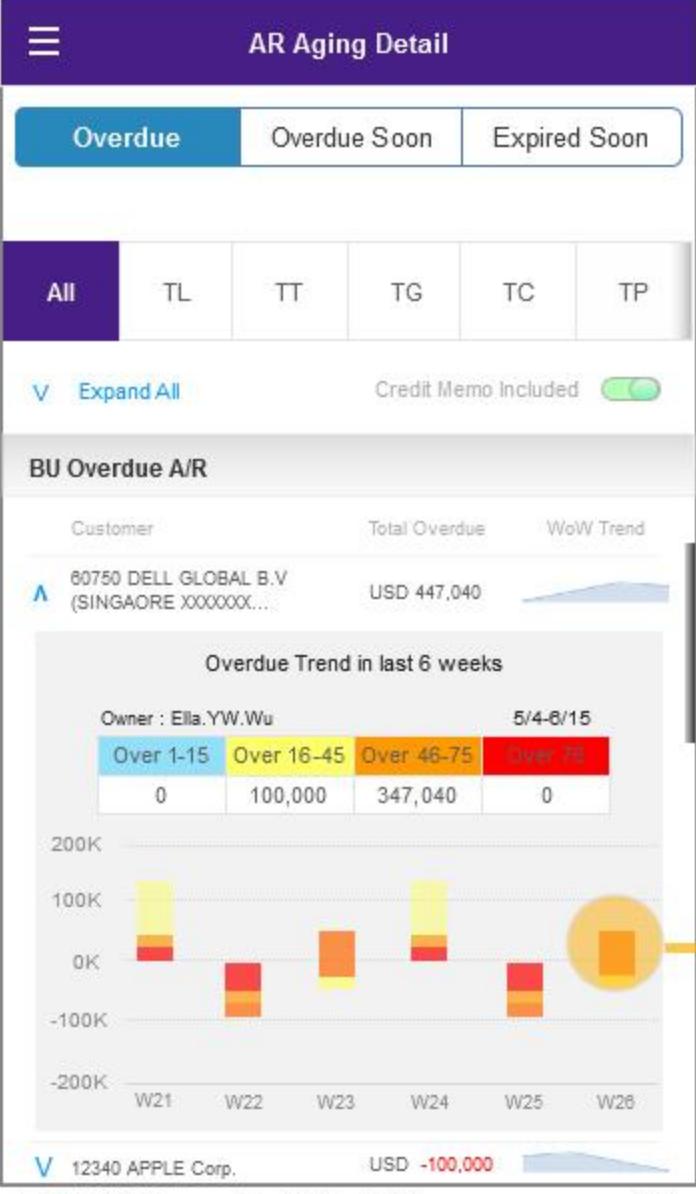 AR Aging Detail
Overdue Overdue Soon Expired Soon
All TL TT TG TC TP
Expand All Credit Memo Included
BU Overdue A/R
Customer Total Overdue WoW Trend
60750 DELL GLOBAL B.V USD 447,040
(SINGAORE XXXXXXX...
Overdue Trend in last 6 weeks
Owner : Ella.YW.Wu 5/4-6/15
Over 1-15 Over 16-45 Over 46-75 Over 76
0 100,000 347,040 0
200K
100K
0K
-100K
-200K
W21 W22 W23 W24 W25 W26
12340 APPLE Corp. USD -100,000